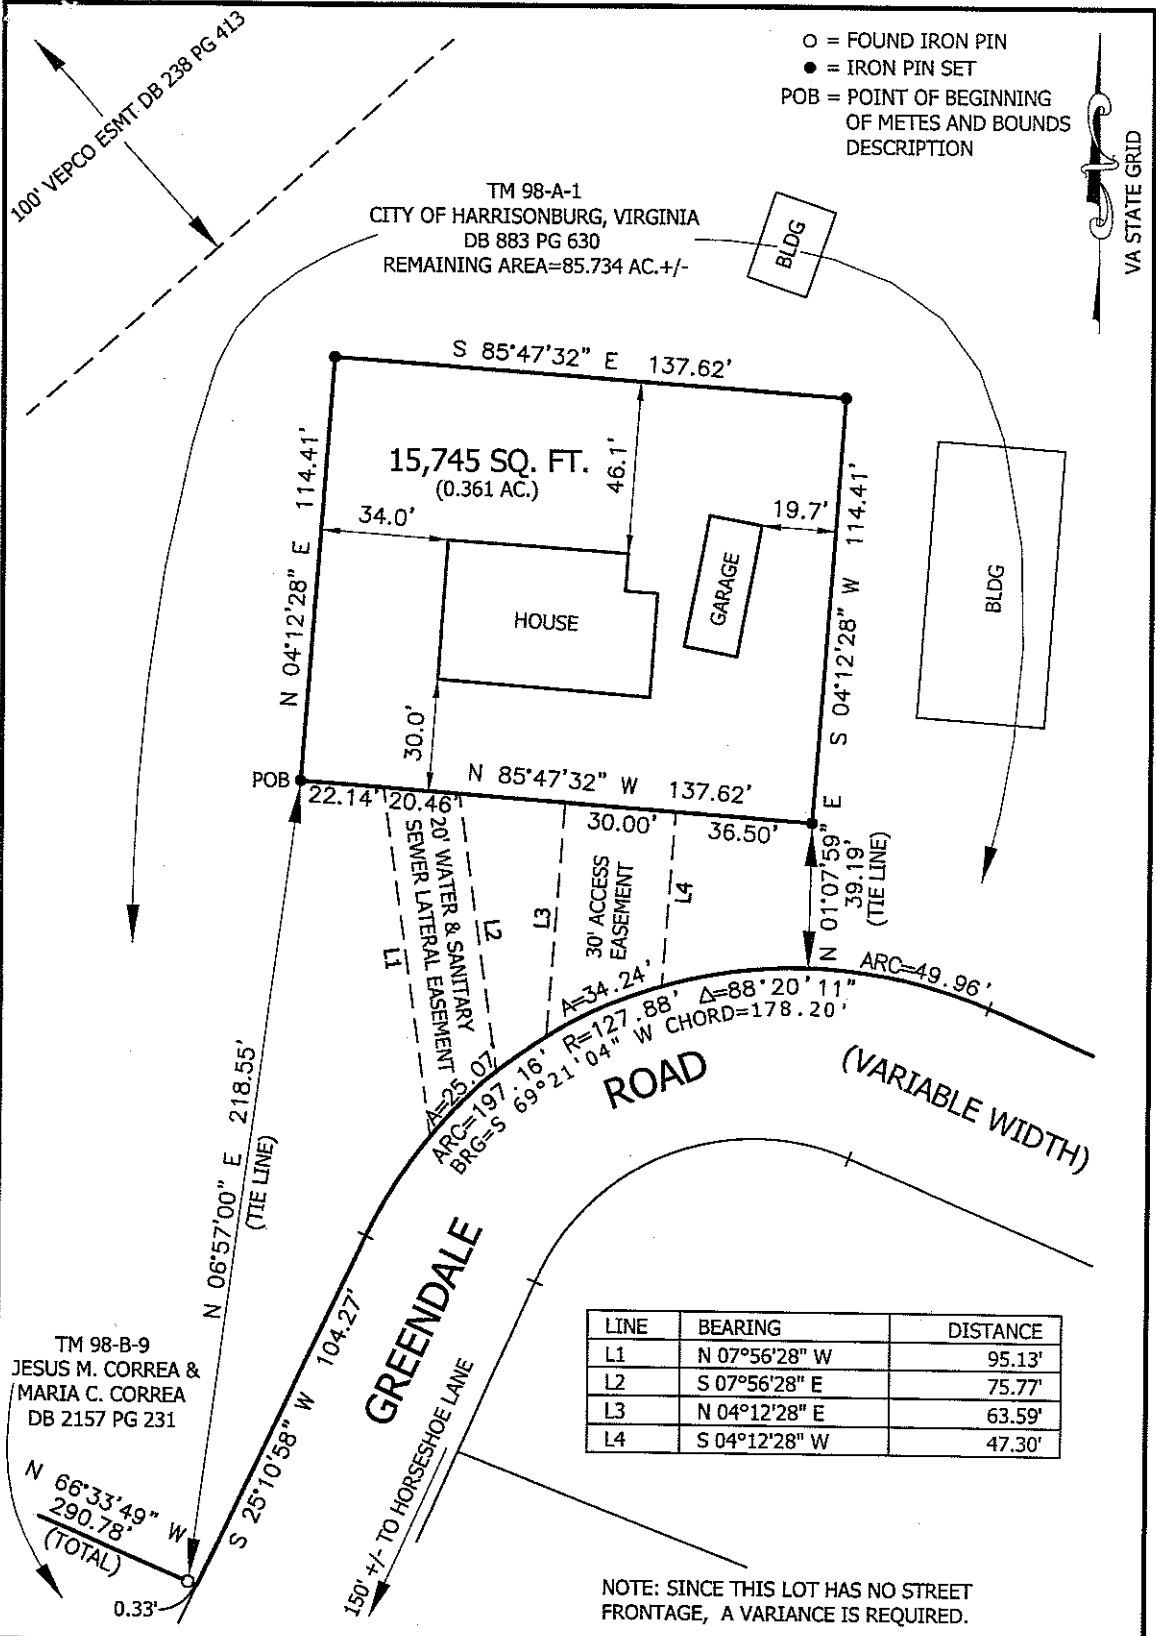 100' VEPCO ESMT DB 238 PG 413
O = FOUND IRON PIN
● = IRON PIN SET
POB = POINT OF BEGINNING
OF METES AND BOUNDS
DESCRIPTION
VA STATE GRID
TM 98-A-1
CITY OF HARRISONBURG, VIRGINIA
DB 883 PG 630
REMAINING AREA=85.734 AC.+/-
BLDG
S 85°47'32" E 137.62'
N 04°12'28" E 114.41'
15,745 SQ. FT.
(0.361 AC.)
46.1'
34.0'
19.7'
S 04°12'28" W 114.41'
HOUSE
GARAGE
BLDG
30.0'
POB
N 85°47'32" W 137.62'
22.14'
20.46'
30.00'
36.50'
20' WATER & SANITARY
SEWER LATERAL EASEMENT
L1
L2
L3
30' ACCESS
EASEMENT
L4
N 01°07'59" E
39.19'
(TIE LINE)
A=25.07'
A=34.24'
ARC=49.96'
ARC=197.16' R=127.88' Δ=88°20'11"
BRG=S 69°21'04" W CHORD=178.20'
GREENDALE ROAD
(VARIABLE WIDTH)
N 06°57'00" E 218.55'
(TIE LINE)
S 25°10'58" W 104.27'
150' +/- TO HORSESHOE LANE
TM 98-B-9
JESUS M. CORREA &
MARIA C. CORREA
DB 2157 PG 231
N 66°33'49" W
290.78'
(TOTAL)
0.33'
LINE BEARING DISTANCE
L1 N 07°56'28" W 95.13'
L2 S 07°56'28" E 75.77'
L3 N 04°12'28" E 63.59'
L4 S 04°12'28" W 47.30'
NOTE: SINCE THIS LOT HAS NO STREET
FRONTAGE, A VARIANCE IS REQUIRED.